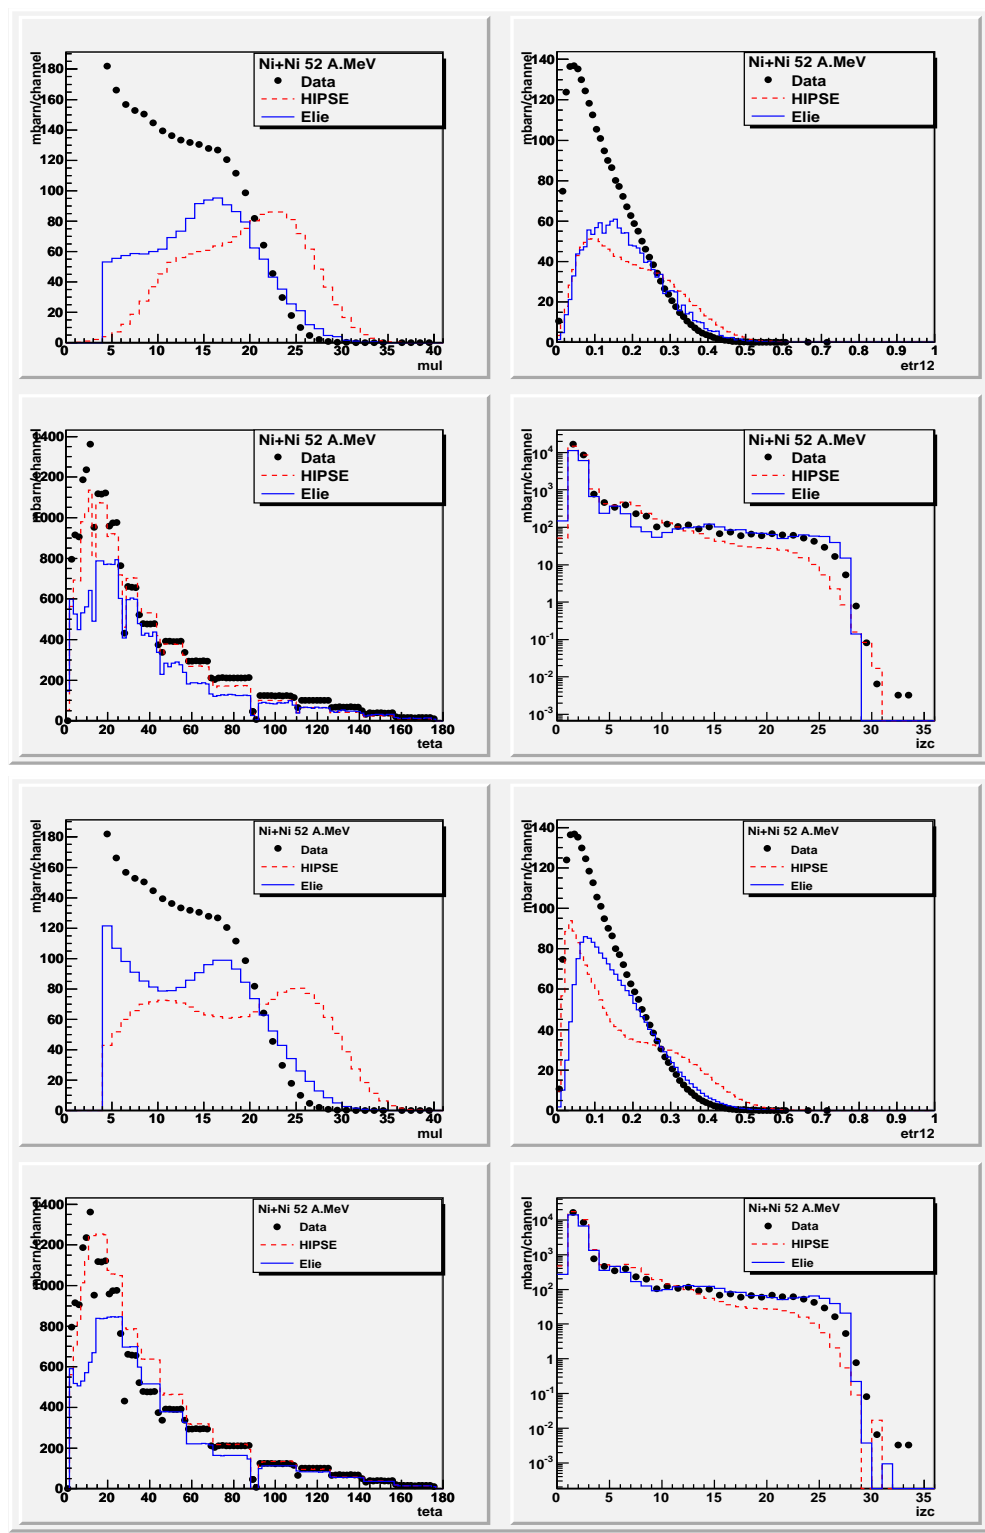 mbarn/channel
180
160
140
120
100
80
60
40
20
0
0 5 10 15 20 25 30 35 40
mul
Ni+Ni 52 A.MeV
Data
HIPSE
Elie
mbarn/channel
140
120
100
80
60
40
20
0
0 0.1 0.2 0.3 0.4 0.5 0.6 0.7 0.8 0.9 1
etr12
Ni+Ni 52 A.MeV
Data
HIPSE
Elie
mbarn/channel
1400
1200
1000
800
600
400
200
0
0 20 40 60 80 100 120 140 160 180
teta
Ni+Ni 52 A.MeV
Data
HIPSE
Elie
mbarn/channel
10^4
10^3
10^2
10
1
10^-1
10^-2
10^-3
0 5 10 15 20 25 30 35
izc
Ni+Ni 52 A.MeV
Data
HIPSE
Elie
mbarn/channel
180
160
140
120
100
80
60
40
20
0
0 5 10 15 20 25 30 35 40
mul
Ni+Ni 52 A.MeV
Data
HIPSE
Elie
mbarn/channel
140
120
100
80
60
40
20
0
0 0.1 0.2 0.3 0.4 0.5 0.6 0.7 0.8 0.9 1
etr12
Ni+Ni 52 A.MeV
Data
HIPSE
Elie
mbarn/channel
1400
1200
1000
800
600
400
200
0
0 20 40 60 80 100 120 140 160 180
teta
Ni+Ni 52 A.MeV
Data
HIPSE
Elie
mbarn/channel
10^4
10^3
10^2
10
1
10^-1
10^-2
10^-3
0 5 10 15 20 25 30 35
izc
Ni+Ni 52 A.MeV
Data
HIPSE
Elie